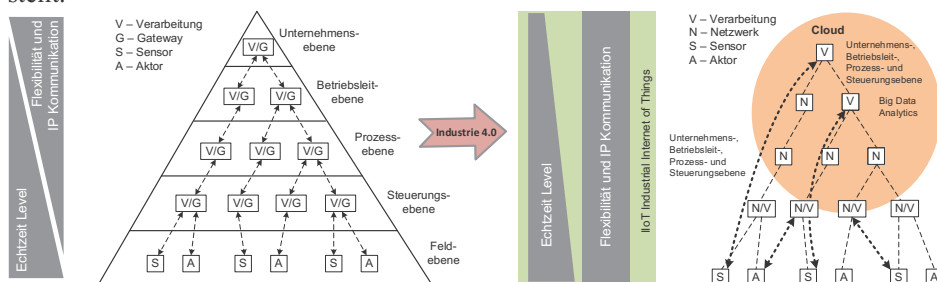 stellt.
V – Verarbeitung
G – Gateway
S – Sensor
A – Aktor
Flexibilität und
IP Kommunikation
Echtzeit Level
Unternehmens-
ebene
V/G
Betriebsleit-
ebene
V/G V/G
Prozess-
ebene
V/G V/G V/G
Steuerungs-
ebene
V/G V/G V/G V/G
Feld-
ebene
S A S A S A
Industrie 4.0
Echtzeit Level
Flexibilität und IP Kommunikation
IIoT Industrial Internet of Things
V – Verarbeitung
N – Netzwerk
S – Sensor
A – Aktor
Cloud
V
Unternehmens-,
Betriebsleit-,
Prozess- und
Steuerungsebene
N V
Big Data
Analytics
Unternehmens-,
Betriebsleit-,
Prozess- und
Steuerungsebene
N N N
N/V N/V N/V N/V
S A S A S A